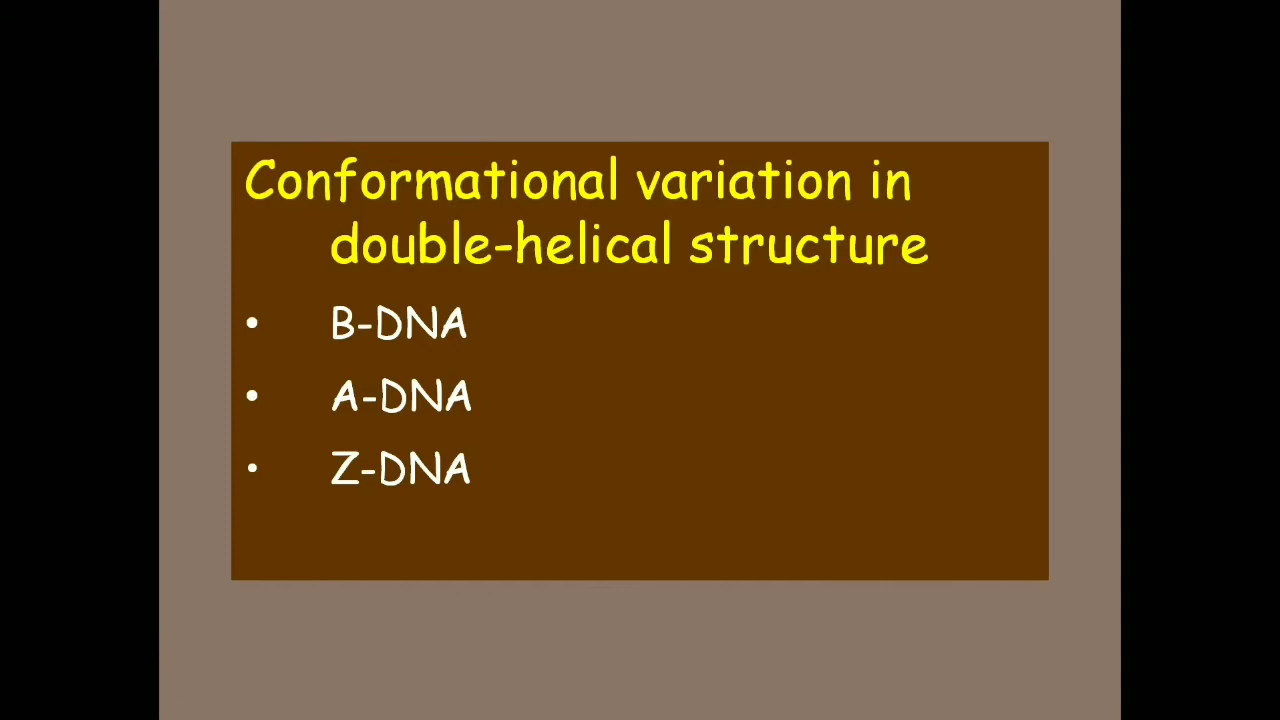 Conformational variation in
double-helical structure
• B-DNA
• A-DNA
• Z-DNA